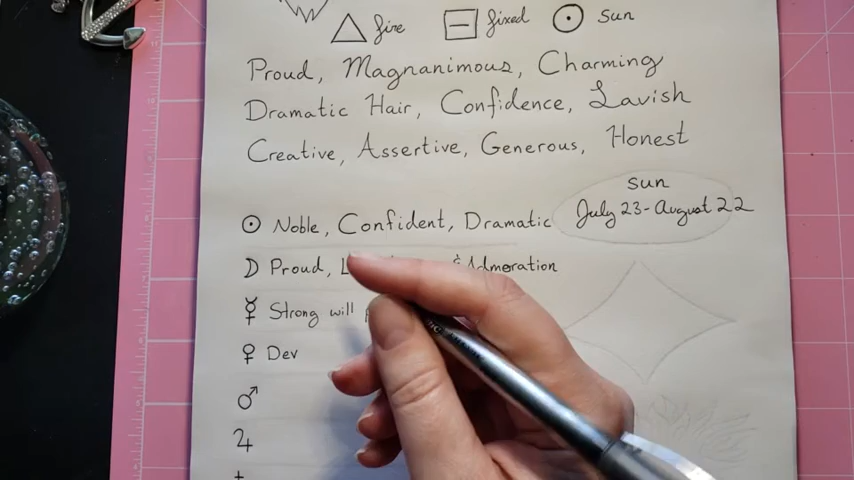 fire fixed sun
Proud, Magnanimous, Charming
Dramatic Hair, Confidence, Lavish
Creative, Assertive, Generous, Honest
sun
July 23-August 22
Noble, Confident, Dramatic
Proud, & Admoration
Strong will
Dev